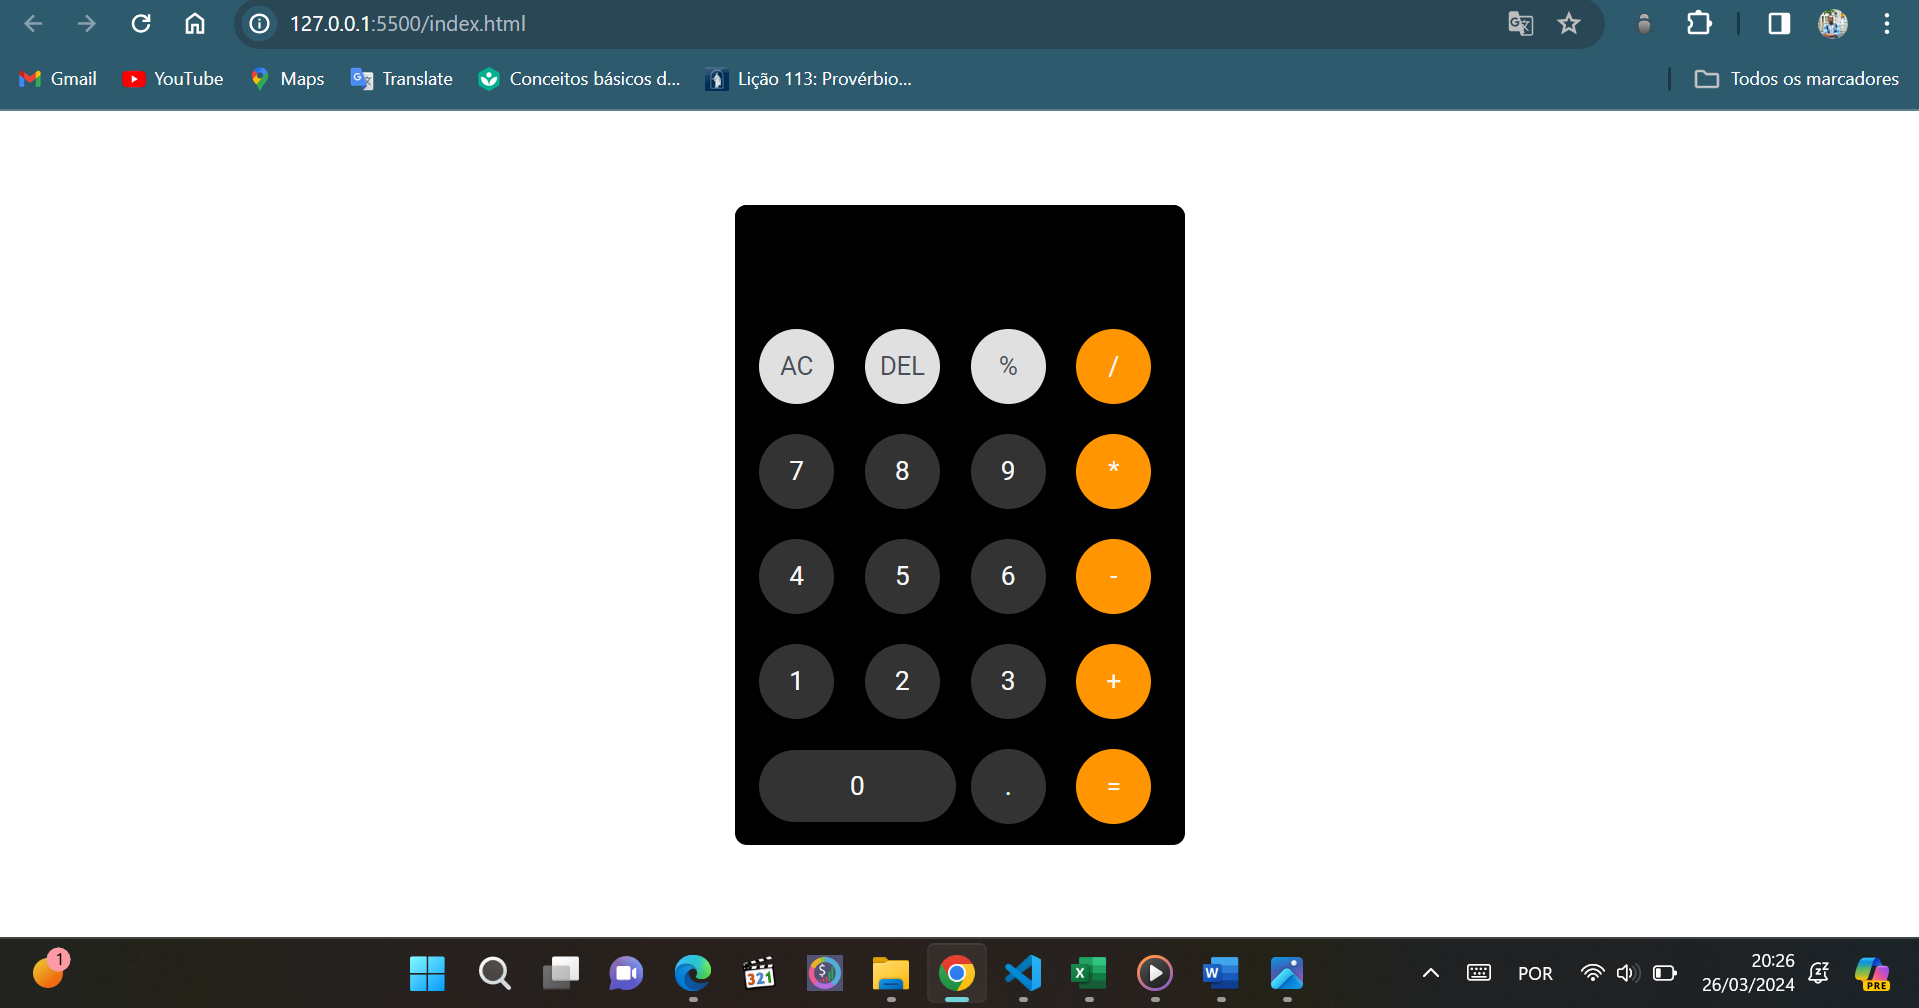 127.0.0.1:5500/index.html
Gmail YouTube Maps Translate Conceitos básicos d... Lição 113: Provérbio... Todos os marcadores
AC DEL % /
7 8 9 *
4 5 6 -
1 2 3 +
0 . =
1 321 $ X W POR 20:26
26/03/2024 PRE